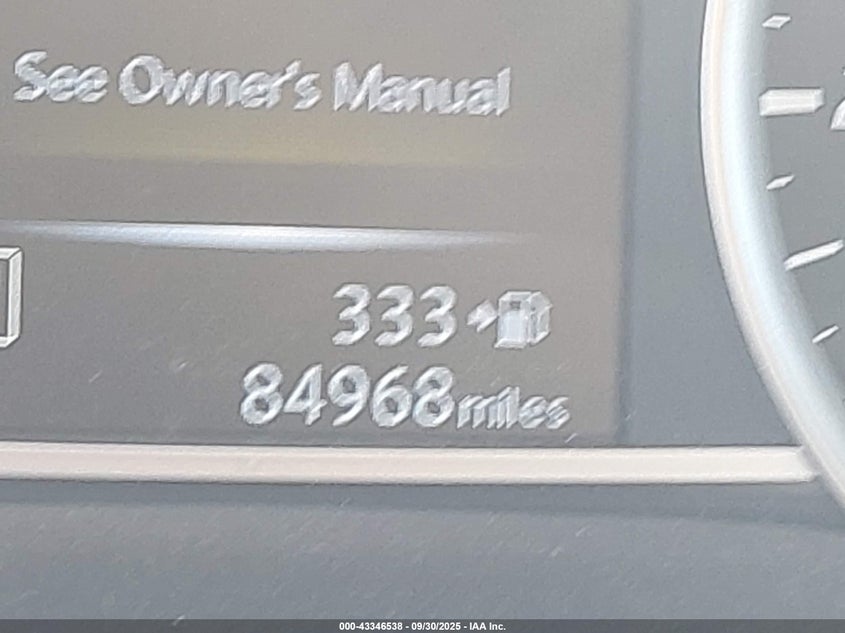 See Owner's Manual
333
84968 miles
000-43346538 - 09/30/2025 - IAA Inc.